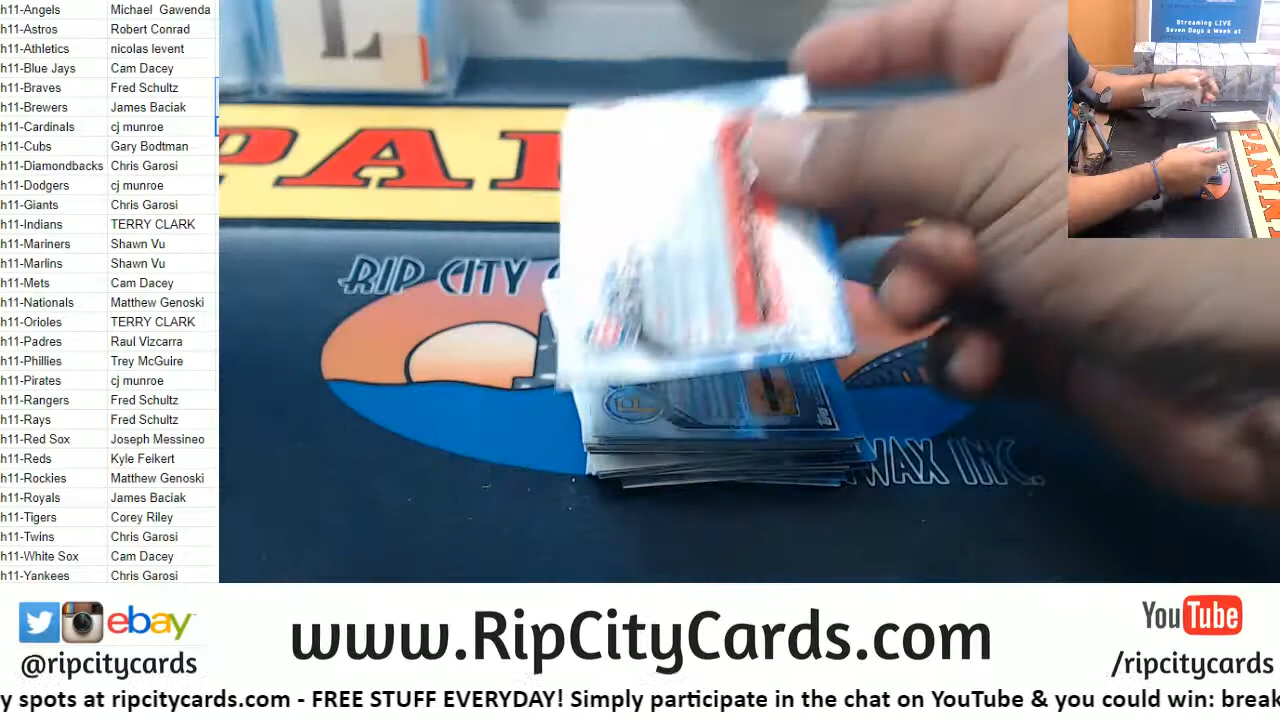 h11-Angels Michael Gawenda
h11-Astros Robert Conrad
h11-Athletics nicolas levent
h11-Blue Jays Cam Dacey
h11-Braves Fred Schultz
h11-Brewers James Baciak
h11-Cardinals cj munroe
h11-Cubs Gary Bodtman
h11-Diamondbacks Chris Garosi
h11-Dodgers cj munroe
h11-Giants Chris Garosi
h11-Indians TERRY CLARK
h11-Mariners Shawn Vu
h11-Marlins Shawn Vu
h11-Mets Cam Dacey
h11-Nationals Matthew Genoski
h11-Orioles TERRY CLARK
h11-Padres Raul Vizcarra
h11-Phillies Trey McGuire
h11-Pirates cj munroe
h11-Rangers Fred Schultz
h11-Rays Fred Schultz
h11-Red Sox Joseph Messineo
h11-Reds Kyle Feikert
h11-Rockies Matthew Genoski
h11-Royals James Baciak
h11-Tigers Corey Riley
h11-Twins Chris Garosi
h11-White Sox Cam Dacey
h11-Yankees Chris Garosi
L
PANI
RIP CITY
WAX INC.
Streaming LIVE
Seven Days a Week at
PANINI
ebay
@ripcitycards
www.RipCityCards.com
YouTube
/ripcitycards
y spots at ripcitycards.com - FREE STUFF EVERYDAY! Simply participate in the chat on YouTube & you could win: break